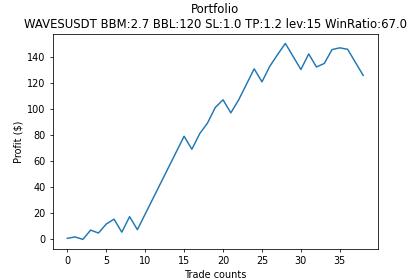 Portfolio
WAVESUSDT BBM:2.7 BBL:120 SL:1.0 TP:1.2 lev:15 WinRatio:67.0
140
120
100
80
60
40
20
0
Profit ($)
0 5 10 15 20 25 30 35
Trade counts